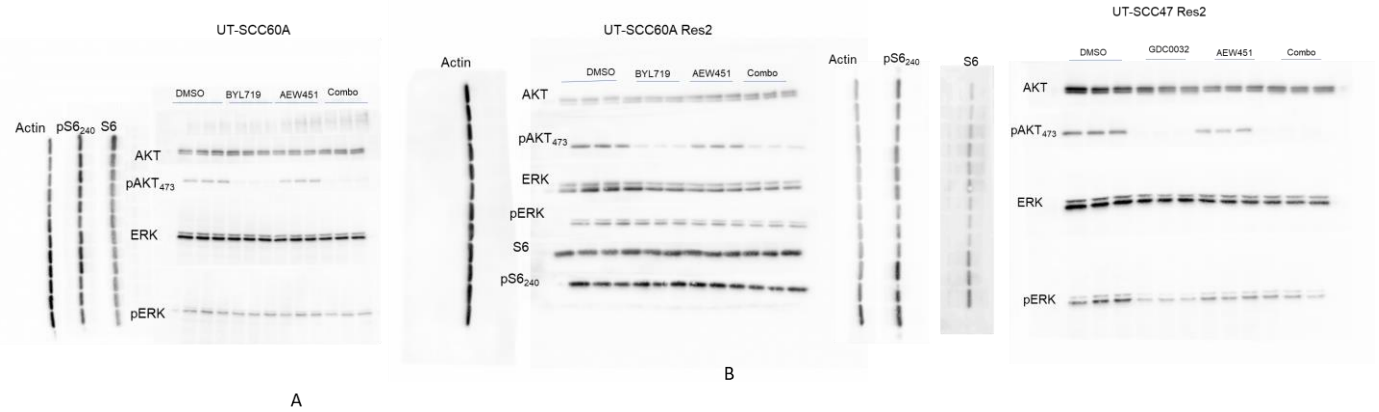 UT-SCC60A
DMSO BYL719 AEW451 Combo
Actin pS6240 S6
AKT
pAKT473
ERK
pERK
A
UT-SCC60A Res2
Actin
DMSO BYL719 AEW451 Combo
AKT
pAKT473
ERK
pERK
S6
pS6240
B
UT-SCC47 Res2
Actin pS6240 S6
DMSO GDC0032 AEW451 Combo
AKT
pAKT473
ERK
pERK